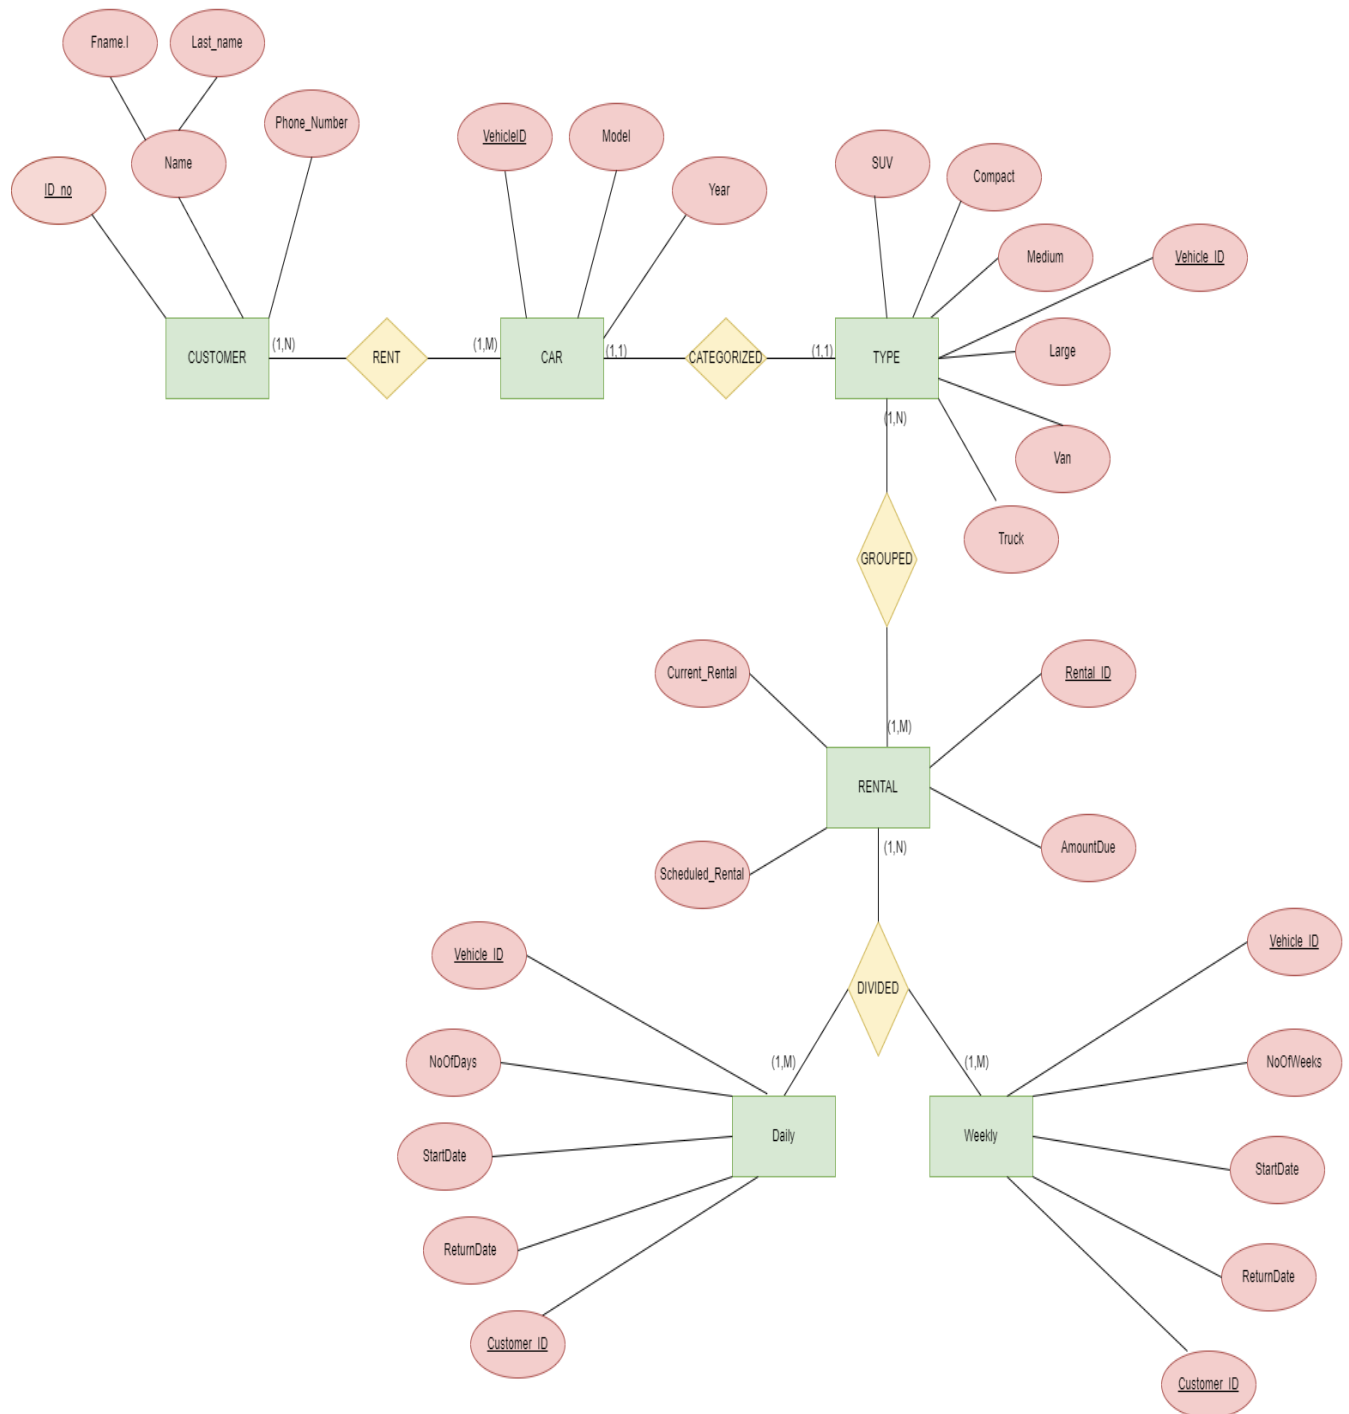 Fname.I
Last_name
Phone_Number
VehicleID
Model
Name
SUV
Compact
ID_no
Year
Medium
Vehicle_ID
(1,N)
(1,M)
(1,1)
(1,1)
CUSTOMER
RENT
CAR
CATEGORIZED
TYPE
Large
(1,N)
Van
Truck
GROUPED
Current_Rental
Rental_ID
(1,M)
RENTAL
(1,N)
AmountDue
Scheduled_Rental
Vehicle_ID
Vehicle_ID
DIVIDED
NoOfDays
(1,M)
(1,M)
NoOfWeeks
Daily
Weekly
StartDate
StartDate
ReturnDate
ReturnDate
Customer_ID
Customer_ID